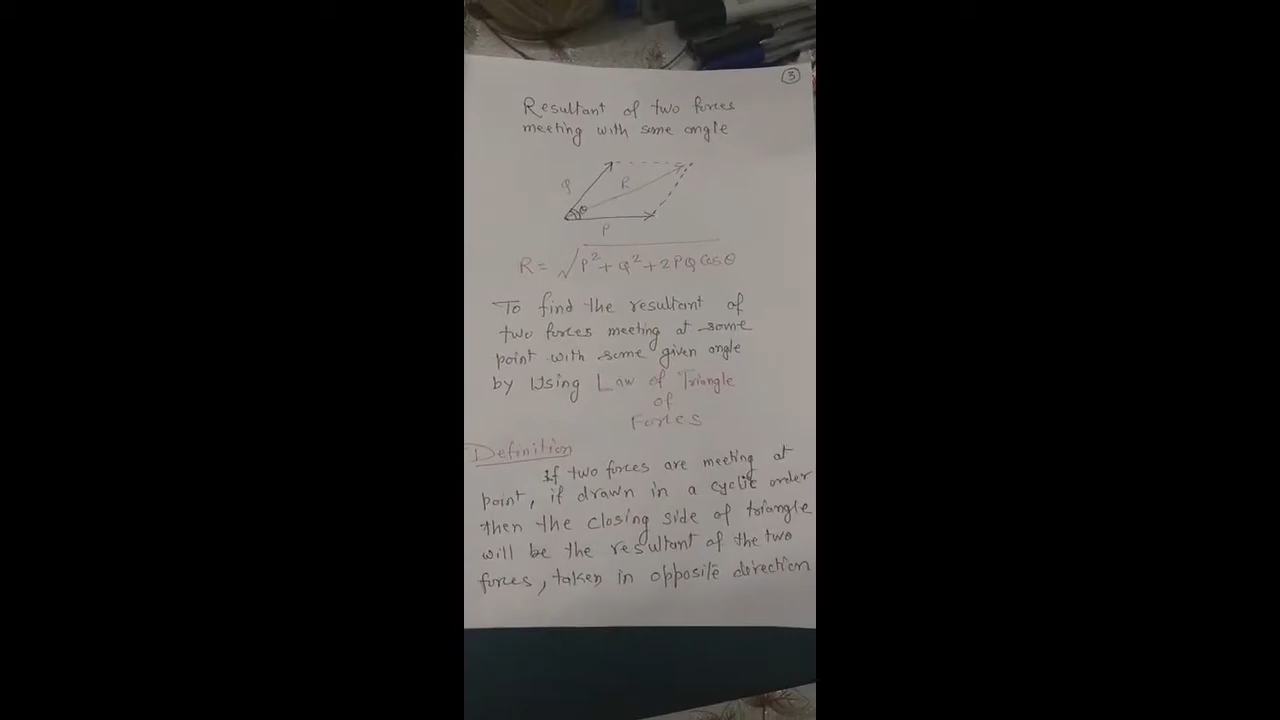 3
Resultant of two forces
meeting with some angle
Q
R
θ
P
R = √P²+Q²+2PQ Cosθ
To find the resultant of
two forces meeting at some
point with some given angle
by Using Law of Triangle
of
Forces
Definition
If two forces are meeting at
point, if drawn in a cyclic order
then the closing side of triangle
will be the resultant of the two
forces, taken in opposite direction